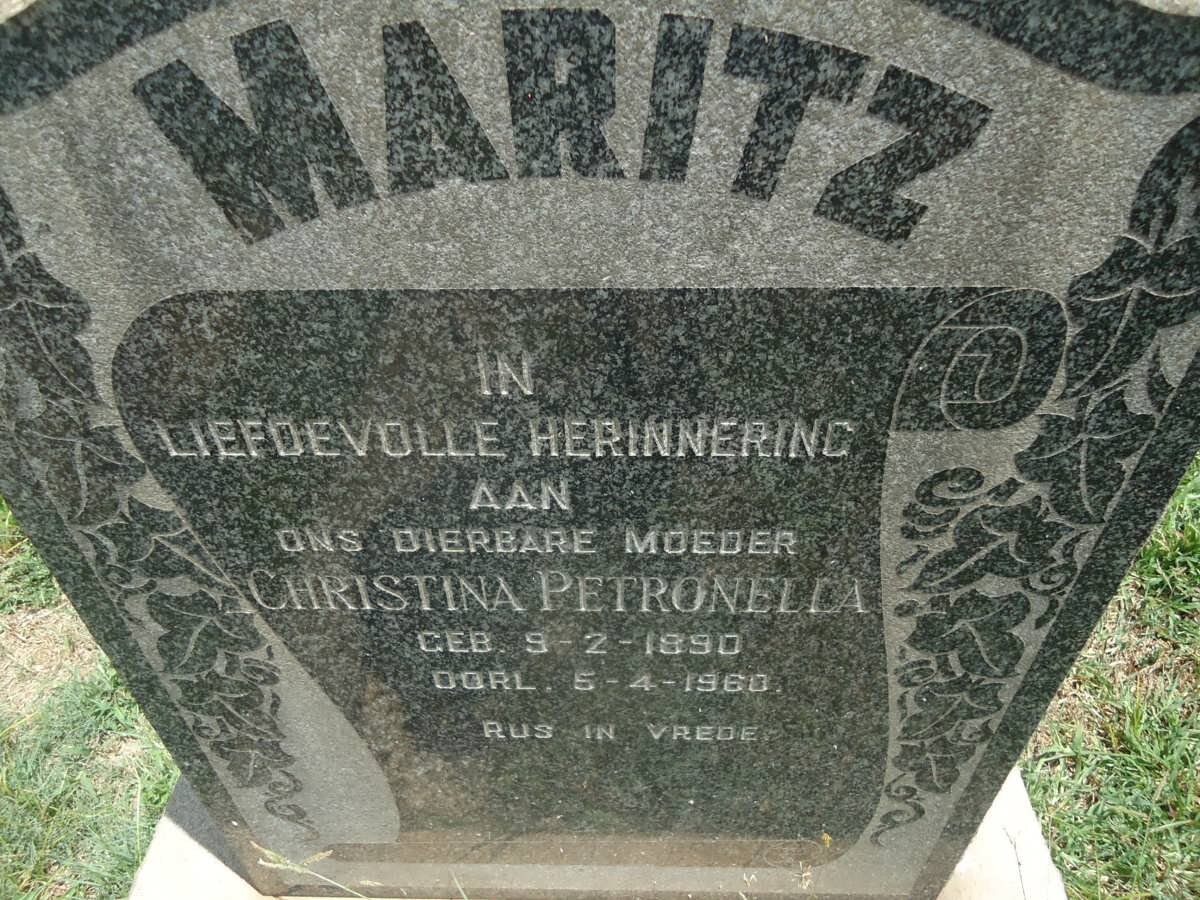 MARITZ
IN
LIEFDEVOLLE HERINNERING
AAN
ONS DIERBARE MOEDER
CHRISTINA PETRONELLA
GEB. 9-2-1890
OORL. 5-4-1960.
RUS IN VREDE